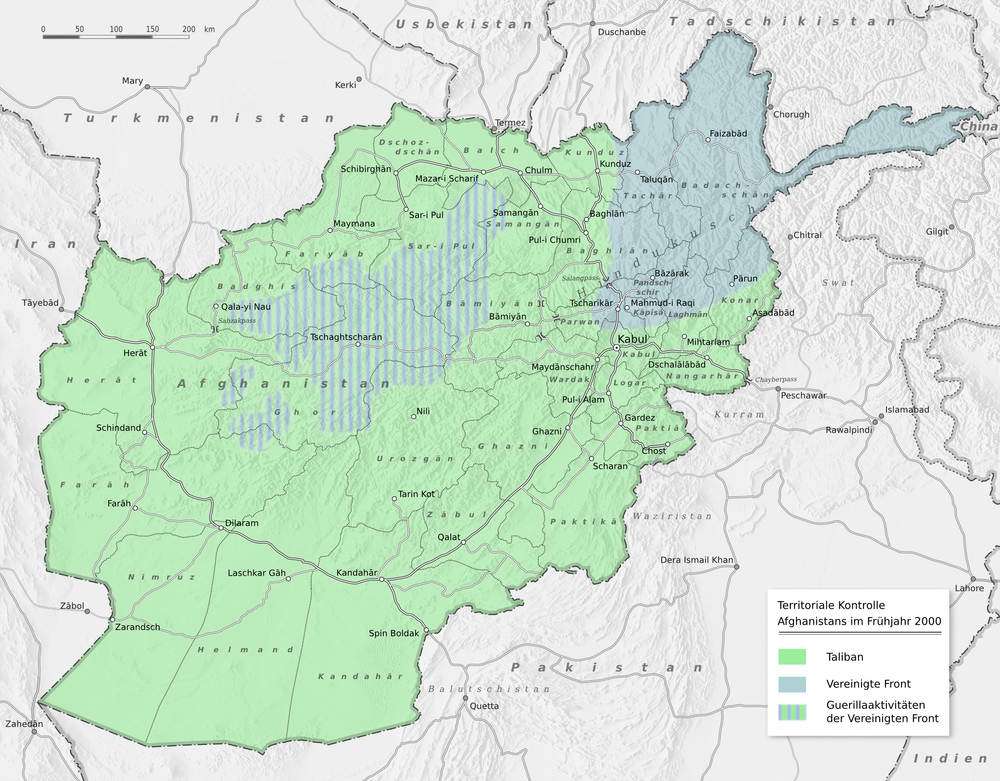 0 50 100 150 200 km
Usbekistan
Tadschikistan
Duschanbe
Mary
Kerki
Turkmenistan
Termez
Chorugh
China
Faizabād
Dschoz-
dschān
Balch
Kunduz
Schibirghān
Mazar-i Scharif
Chulm
Kunduz
Taluqān
Badach-
schān
Tachār
Sar-i Pul
Samangān
Baghlān
Maymana
Samangān
Hindukusch
Iran
Pul-i Chumri
Chitral
Gilgit
Faryāb
Sar-i Pul
Baghlān
Salangpass
Bāzārak
Pandsch-
schir
Pārun
Swat
Badghis
Tāyebād
Qala-yi Nau
Sabzakpass
Bāmiyān
Tscharikār
Mahmud-i Raqi
Kāpisā
Laghmān
Konar
Asadābād
Bāmiyān
Parwan
Tschaghtscharān
Kabul
Kabul
Mihtarlam
Herāt
Maydānschahr
Dschalālābād
Wardak
Logar
Nangarhār
Chayberpass
Herāt
Afghanistan
Pul-i Alam
Peschawar
Ghor
Nili
Kurram
Islamabad
Rawalpindi
Schindand
Gardez
Paktiā
Ghazni
Ghazni
Chost
Urozgān
Scharan
Farāh
Farāh
Tarin Kot
Zābul
Paktikā
Waziristan
Dilaram
Qalat
Dera Ismail Khan
Nimruz
Laschkar Gāh
Kandahār
Lahore
Zābol
Zarandsch
Spin Boldak
Helmand
Kandahār
Pakistan
Balutschistan
Quetta
Zahedān
Indien
Territoriale Kontrolle
Afghanistans im Frühjahr 2000
Taliban
Vereinigte Front
Guerillaaktivitäten
der Vereinigten Front